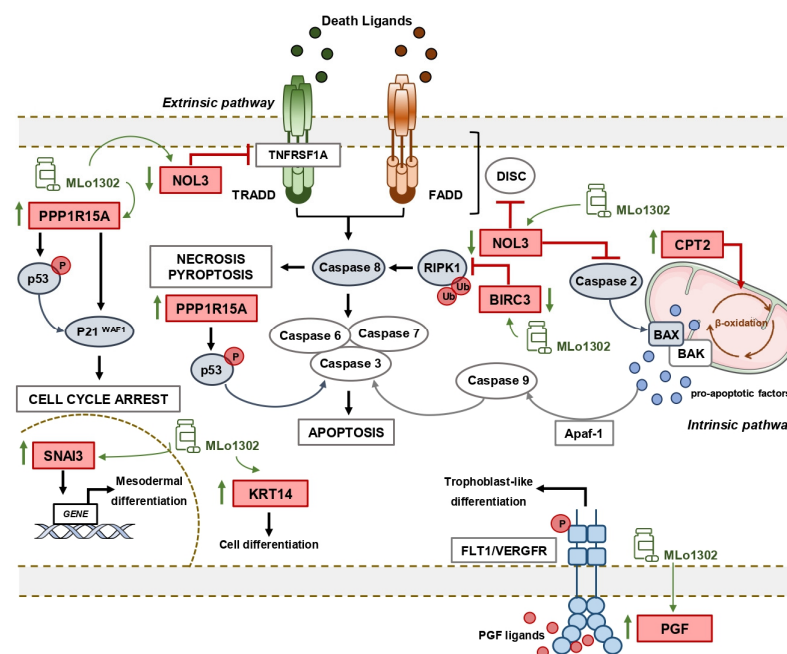 Death Ligands
Extrinsic pathway
TNFRSF1A
MLo1302
NOL3
DISC
TRADD
FADD
MLo1302
PPP1R15A
NOL3
CPT2
NECROSIS
PYROPTOSIS
Caspase 8
RIPK1
p53
P
Ub
Ub
Caspase 2
BIRC3
PPP1R15A
β-oxidation
P21 WAF1
BAX
Caspase 6
Caspase 7
MLo1302
BAK
P
p53
Caspase 3
Caspase 9
pro-apoptotic factors
CELL CYCLE ARREST
APOPTOSIS
Apaf-1
Intrinsic pathwa
MLo1302
SNAI3
Mesodermal
differentiation
KRT14
Trophoblast-like
differentiation
GENE
P
Cell differentiation
FLT1/VERGFR
MLo1302
PGF ligands
PGF